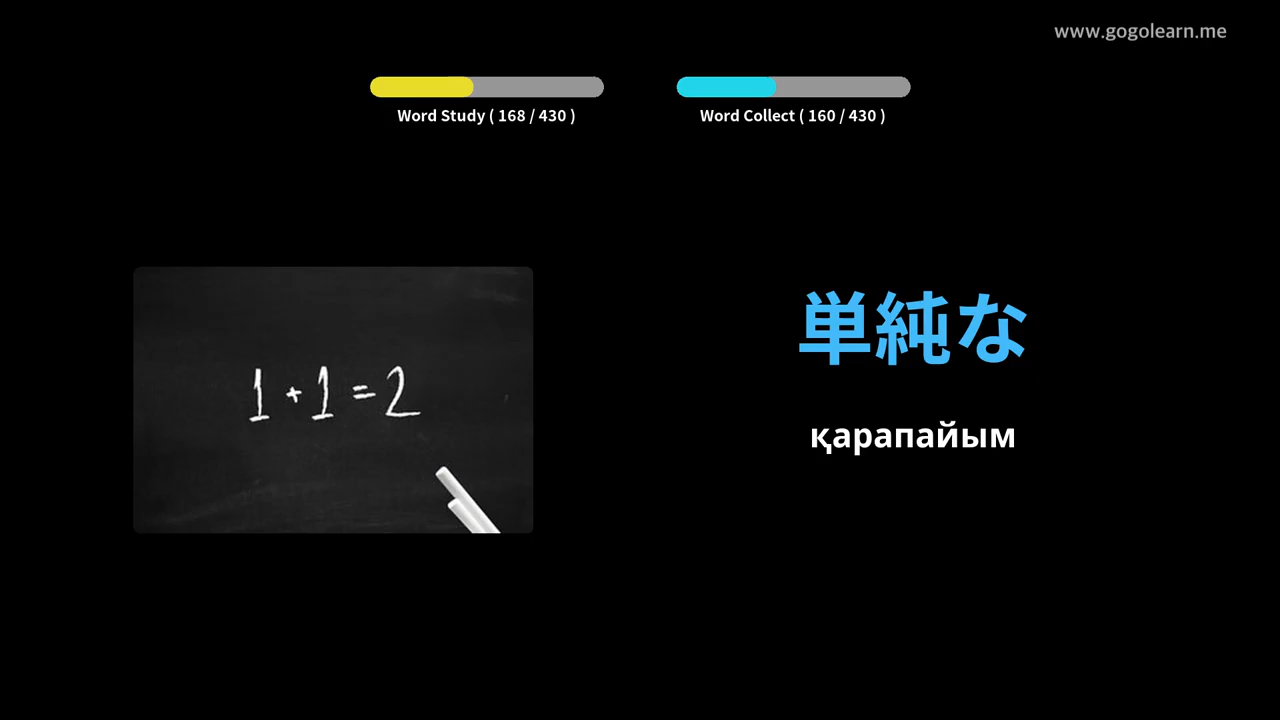 www.gogolearn.me
Word Study ( 168 / 430 )
Word Collect ( 160 / 430 )
1 + 1 = 2
単純な
қарапайым